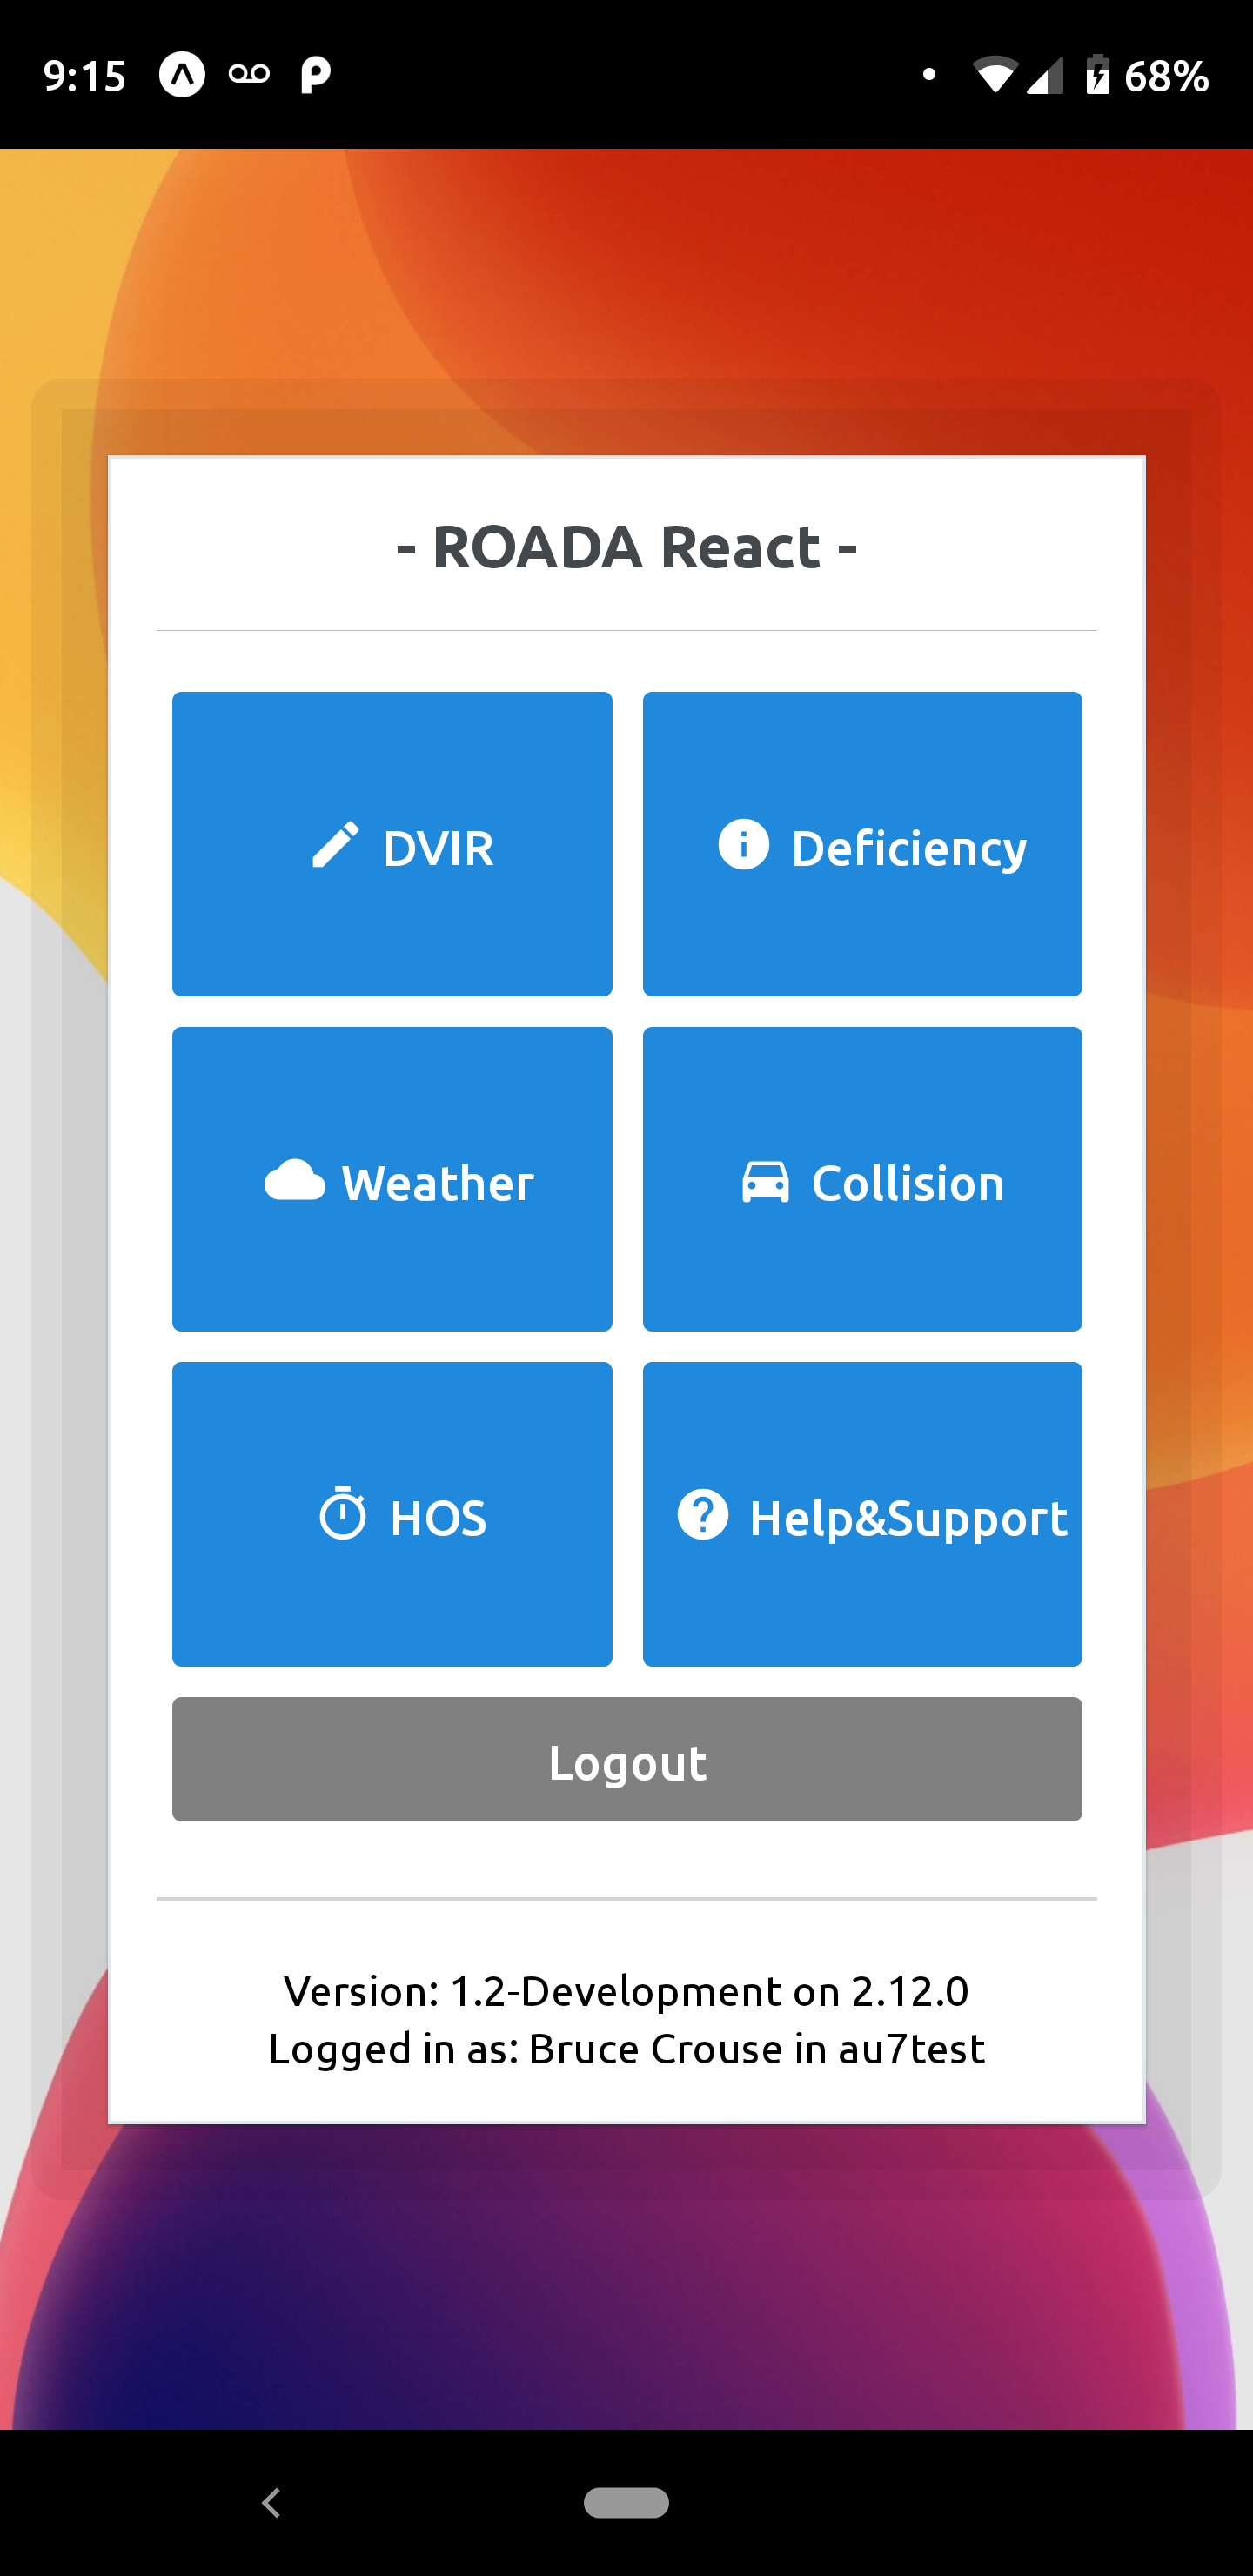 9:15 68%
- ROADA React -
DVIR Deficiency
Weather Collision
HOS Help&Support
Logout
Version: 1.2-Development on 2.12.0
Logged in as: Bruce Crouse in au7test